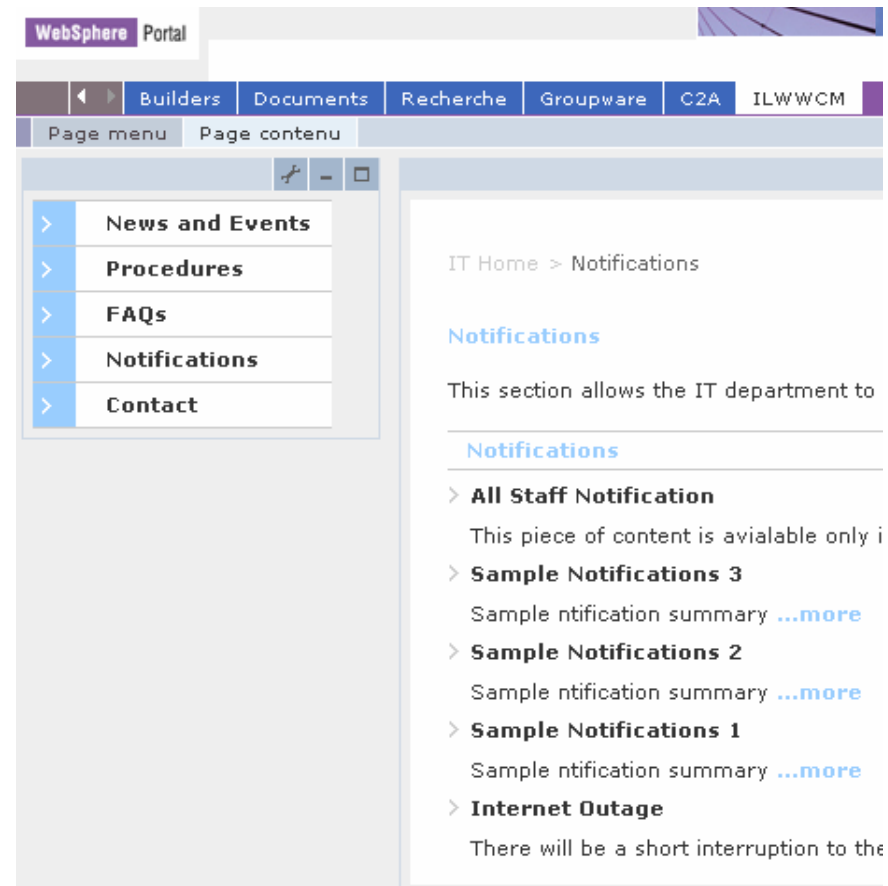 WebSphere Portal
Builders Documents Recherche Groupware C2A ILWWCM
Page menu Page contenu
News and Events
Procedures
FAQs
Notifications
Contact
IT Home > Notifications
Notifications
This section allows the IT department to
Notifications
> All Staff Notification
This piece of content is avialable only i
> Sample Notifications 3
Sample ntification summary ...more
> Sample Notifications 2
Sample ntification summary ...more
> Sample Notifications 1
Sample ntification summary ...more
> Internet Outage
There will be a short interruption to the